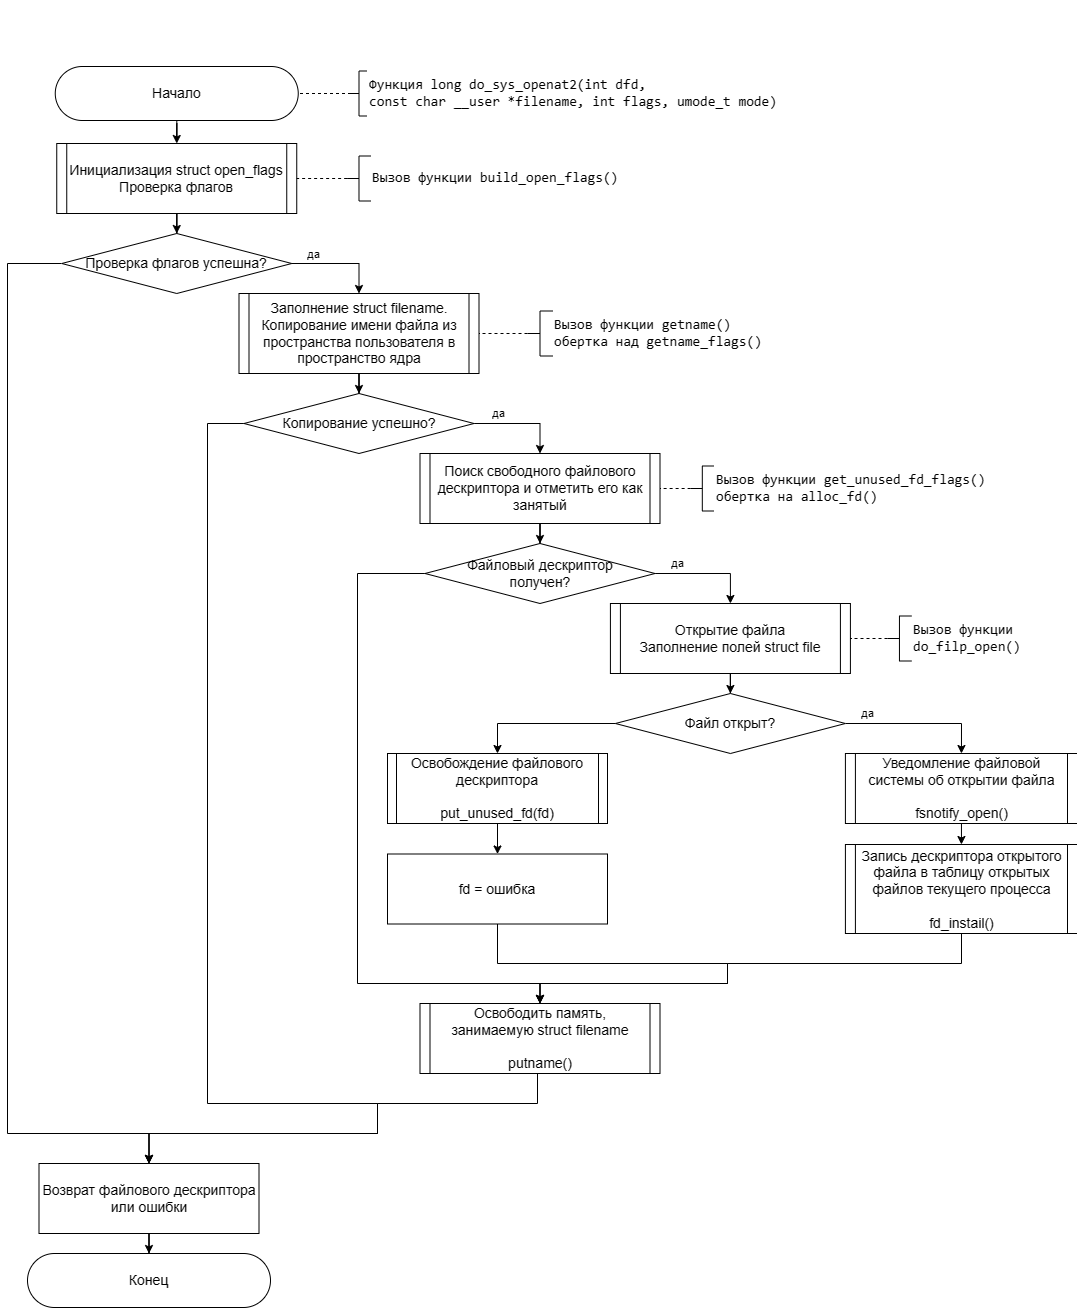 Начало
Функция long do_sys_openat2(int dfd,
const char __user *filename, int flags, umode_t mode)
Инициализация struct open_flags
Проверка флагов
Вызов функции build_open_flags()
Проверка флагов успешна?
да
Заполнение struct filename.
Копирование имени файла из
пространства пользователя в
пространство ядра
Вызов функции getname()
обертка над getname_flags()
Копирование успешно?
да
Поиск свободного файлового
дескриптора и отметить его как
занятый
Вызов функции get_unused_fd_flags()
обертка на alloc_fd()
Файловый дескриптор
получен?
да
Открытие файла
Заполнение полей struct file
Вызов функции
do_filp_open()
Файл открыт?
да
Освобождение файлового
дескриптора
put_unused_fd(fd)
Уведомление файловой
системы об открытии файла
fsnotify_open()
fd = ошибка
Запись дескриптора открытого
файла в таблицу открытых
файлов текущего процесса
fd_instail()
Освободить память,
занимаемую struct filename
putname()
Возврат файлового дескриптора
или ошибки
Конец